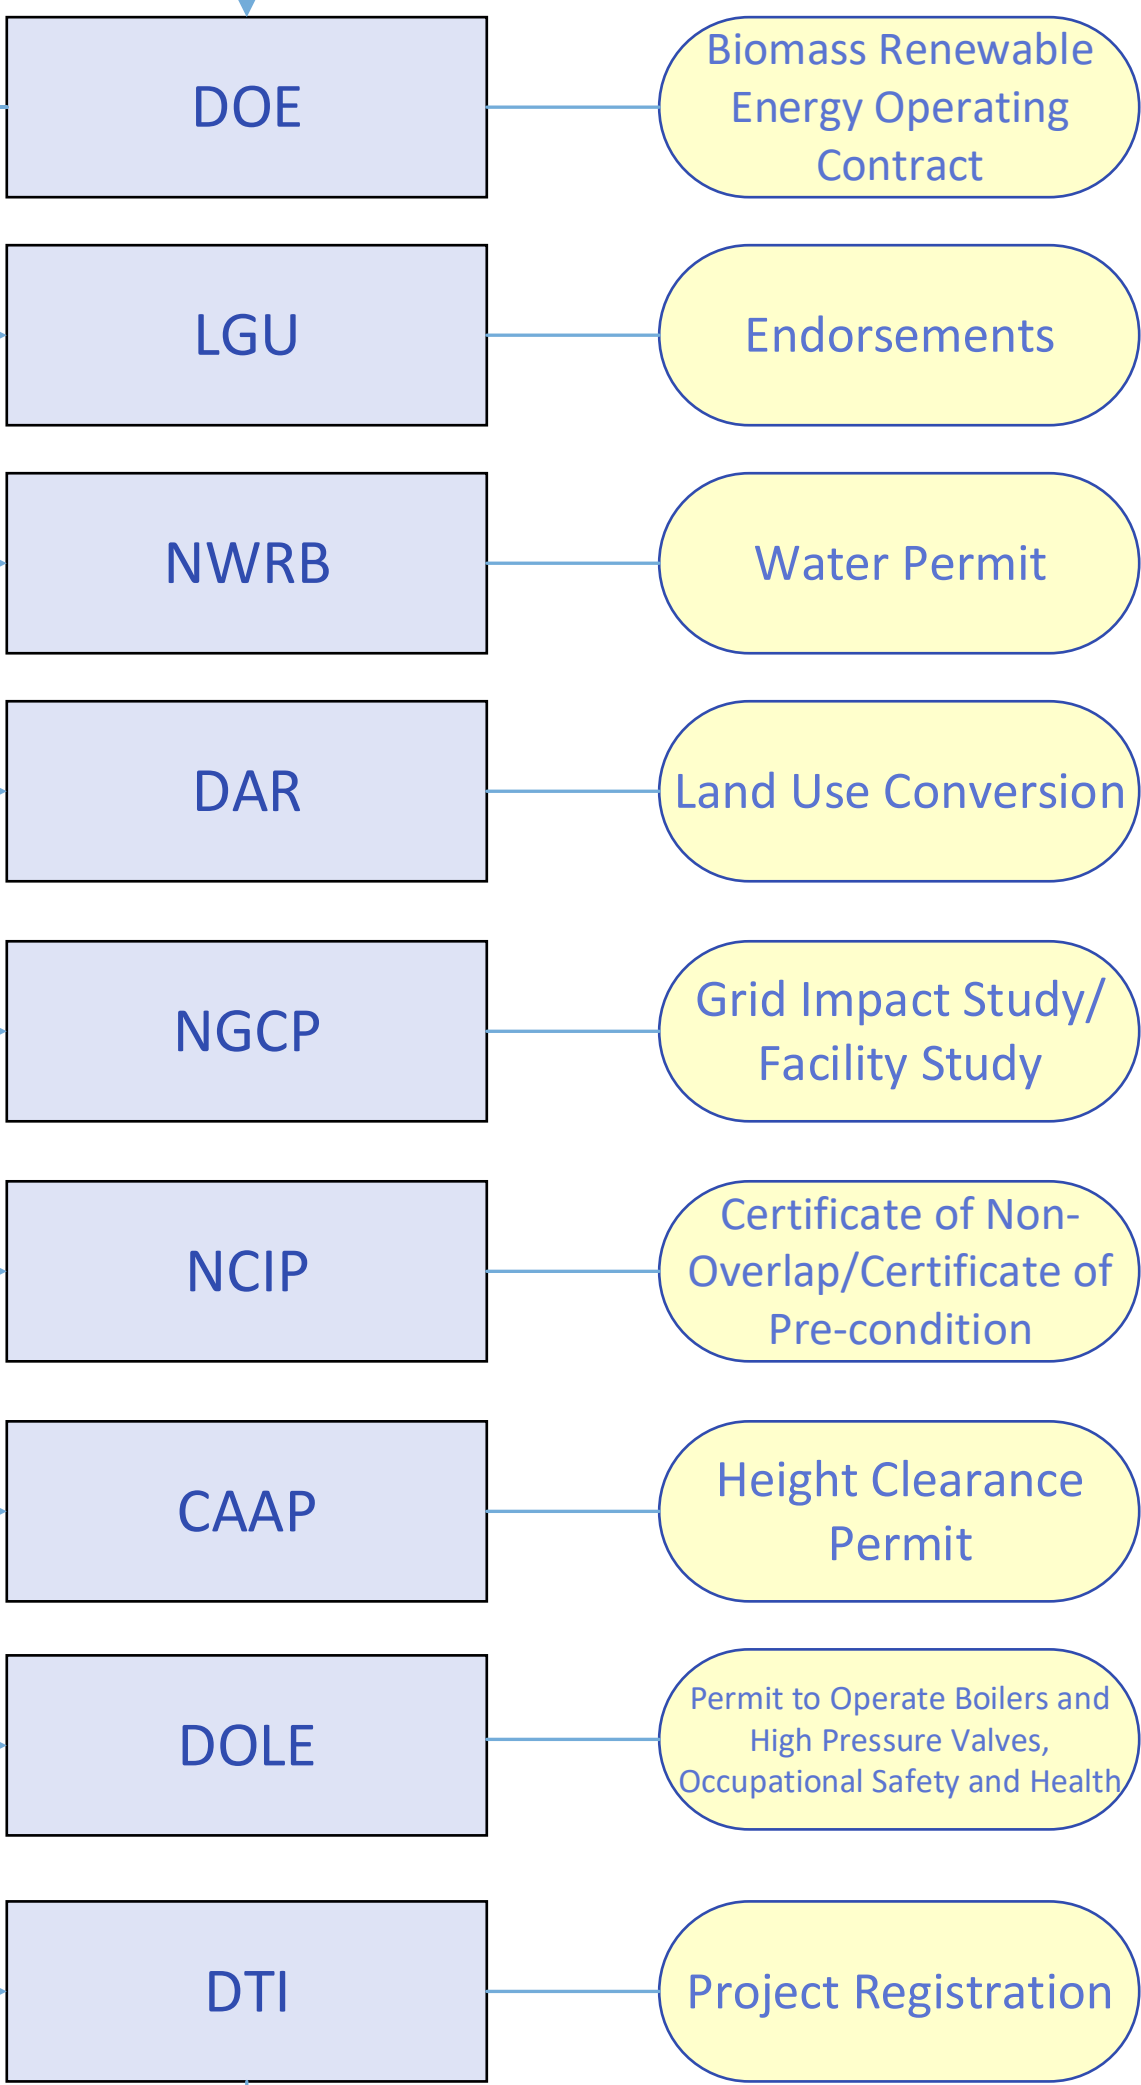 DOE
Biomass Renewable
Energy Operating
Contract
LGU
Endorsements
NWRB
Water Permit
DAR
Land Use Conversion
NGCP
Grid Impact Study/
Facility Study
NCIP
Certificate of Non-
Overlap/Certificate of
Pre-condition
CAAP
Height Clearance
Permit
DOLE
Permit to Operate Boilers and
High Pressure Valves,
Occupational Safety and Health
DTI
Project Registration